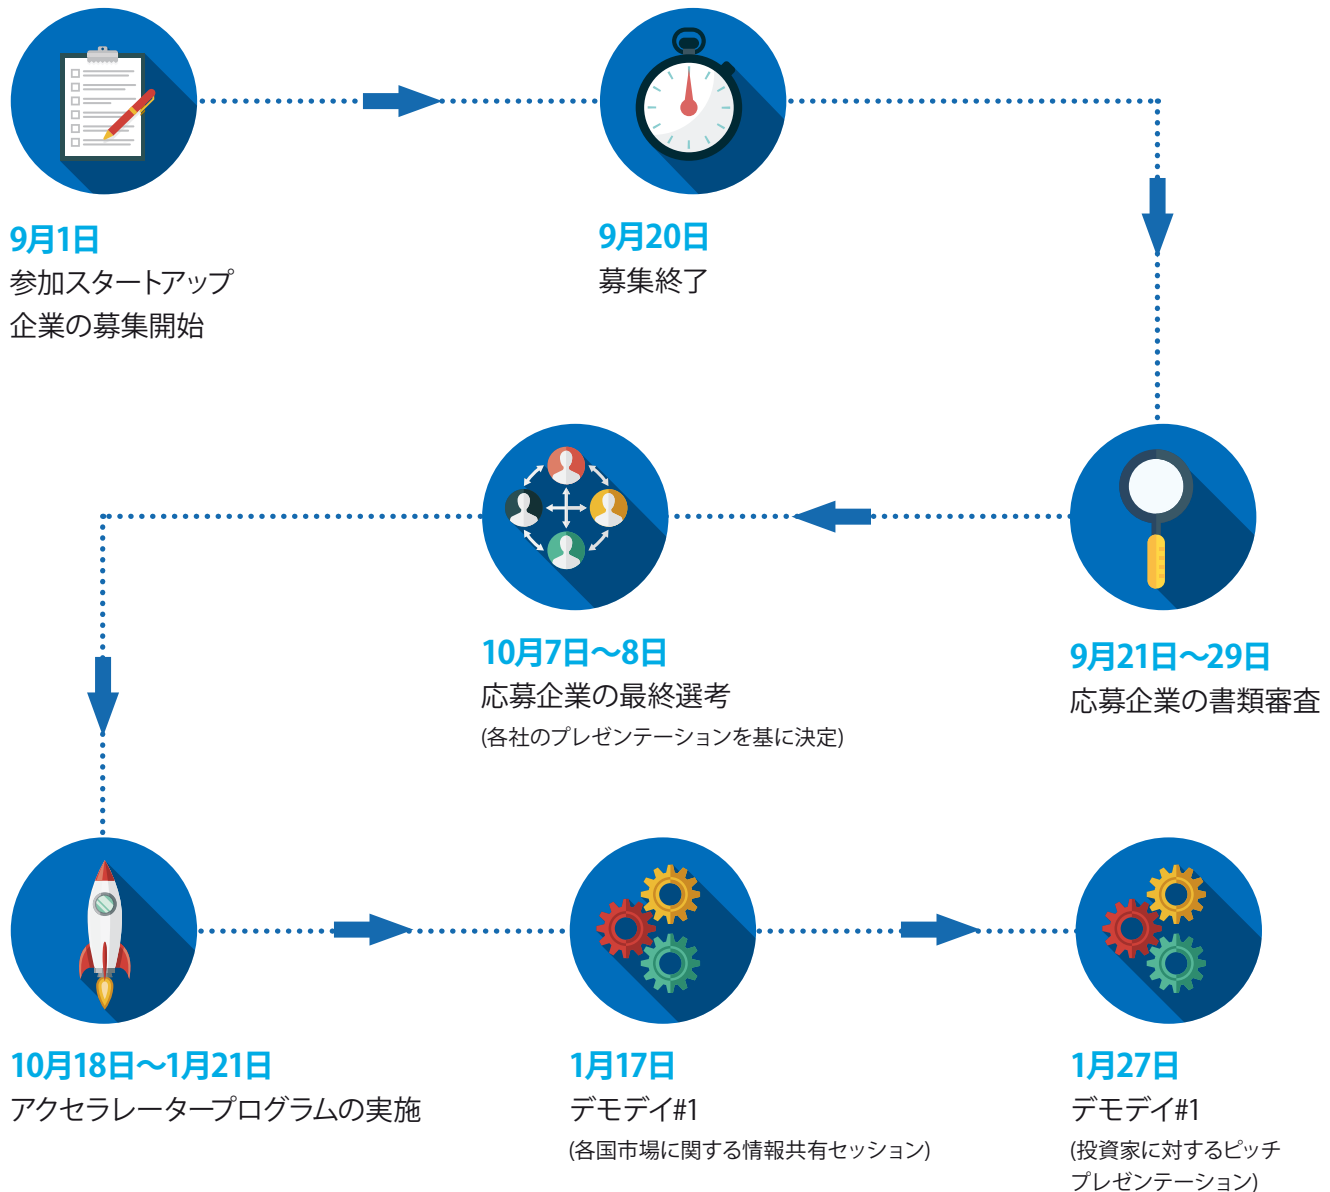 9月1日
参加スタートアップ
企業の募集開始
9月20日
募集終了
9月21日～29日
応募企業の書類審査
10月7日～8日
応募企業の最終選考
(各社のプレゼンテーションを基に決定)
10月18日～1月21日
アクセラレータープログラムの実施
1月17日
デモデイ#1
(各国市場に関する情報共有セッション)
1月27日
デモデイ#1
(投資家に対するピッチ
プレゼンテーション)